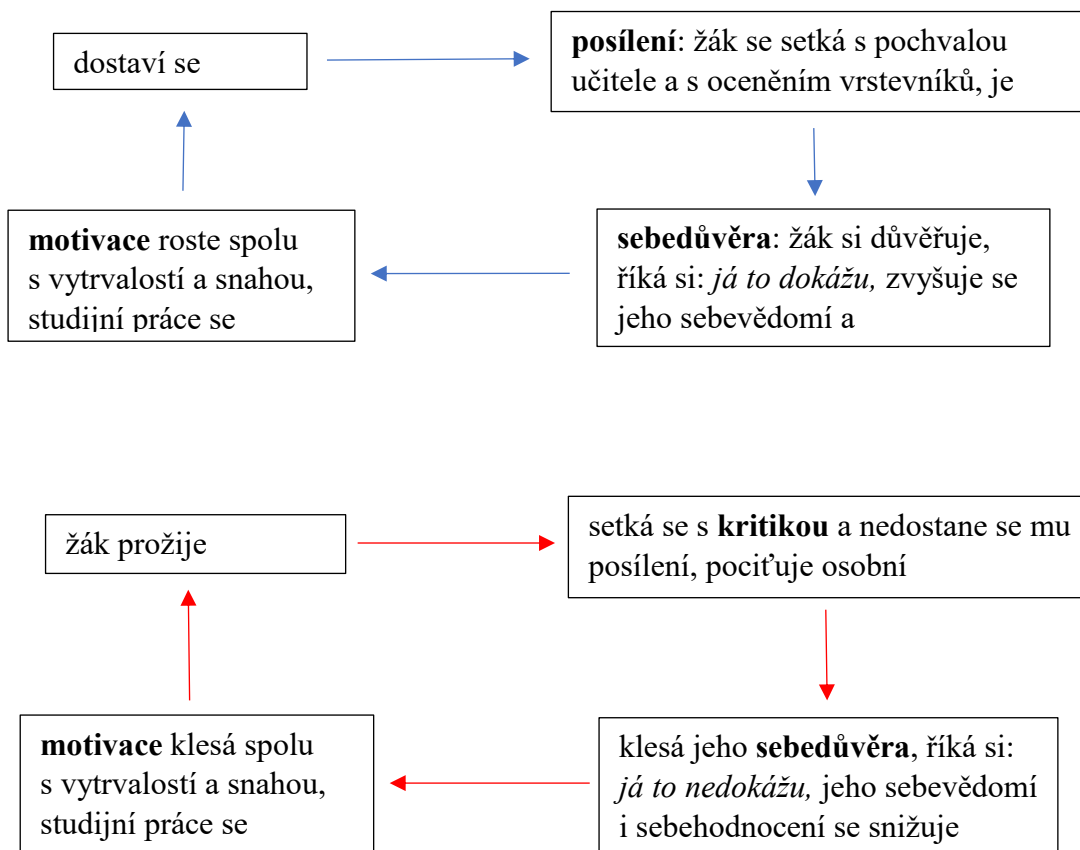 dostaví se
posílení: žák se setká s pochvalou
učitele a s oceněním vrstevníků, je
motivace roste spolu
s vytrvalostí a snahou,
studijní práce se
sebedůvěra: žák si důvěřuje,
říká si: já to dokážu, zvyšuje se
jeho sebevědomí a
žák prožije
setká se s kritikou a nedostane se mu
posílení, pociťuje osobní
motivace klesá spolu
s vytrvalostí a snahou,
studijní práce se
klesá jeho sebedůvěra, říká si:
já to nedokážu, jeho sebevědomí
i sebehodnocení se snižuje